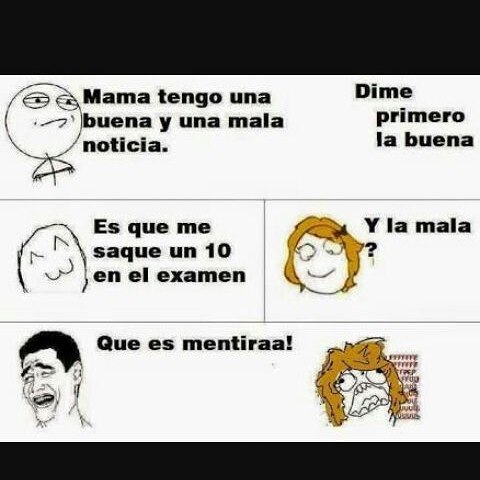 Mama tengo una
buena y una mala
noticia.
Dime
primero
la buena
Es que me
saque un 10
en el examen
Y la mala
?
Que es mentiraa!